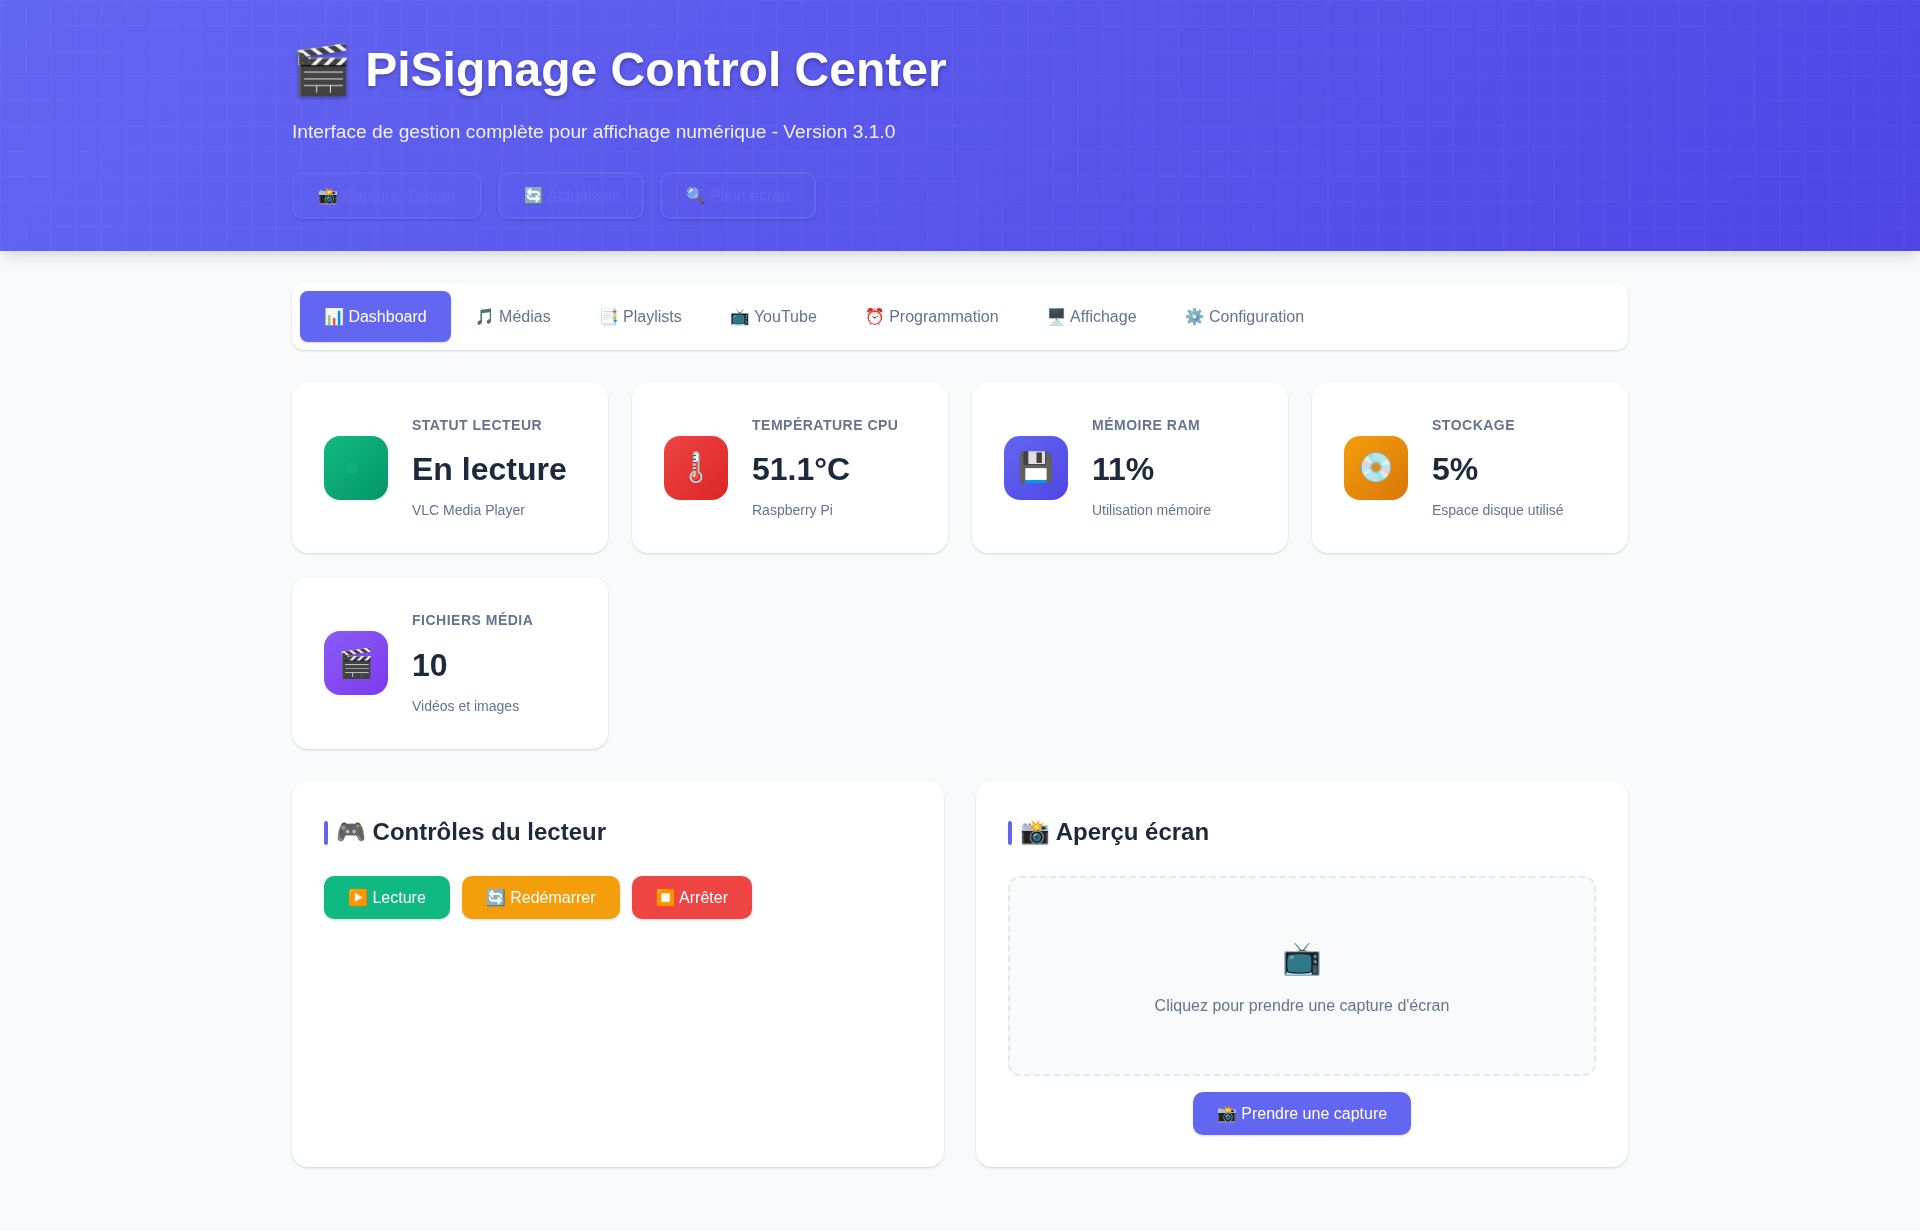 🎬 PiSignage Control Center
Interface de gestion complète pour affichage numérique - Version 3.1.0
📸 Capture d'écran
🔄 Actualiser
🔍 Plein écran
📊 Dashboard
🎵 Médias
📑 Playlists
📺 YouTube
⏰ Programmation
🖥️ Affichage
⚙️ Configuration
STATUT LECTEUR
En lecture
VLC Media Player
TEMPÉRATURE CPU
51.1°C
Raspberry Pi
MÉMOIRE RAM
11%
Utilisation mémoire
STOCKAGE
5%
Espace disque utilisé
FICHIERS MÉDIA
10
Vidéos et images
🎮 Contrôles du lecteur
▶️ Lecture
🔄 Redémarrer
⏹️ Arrêter
📸 Aperçu écran
📺
Cliquez pour prendre une capture d'écran
📸 Prendre une capture